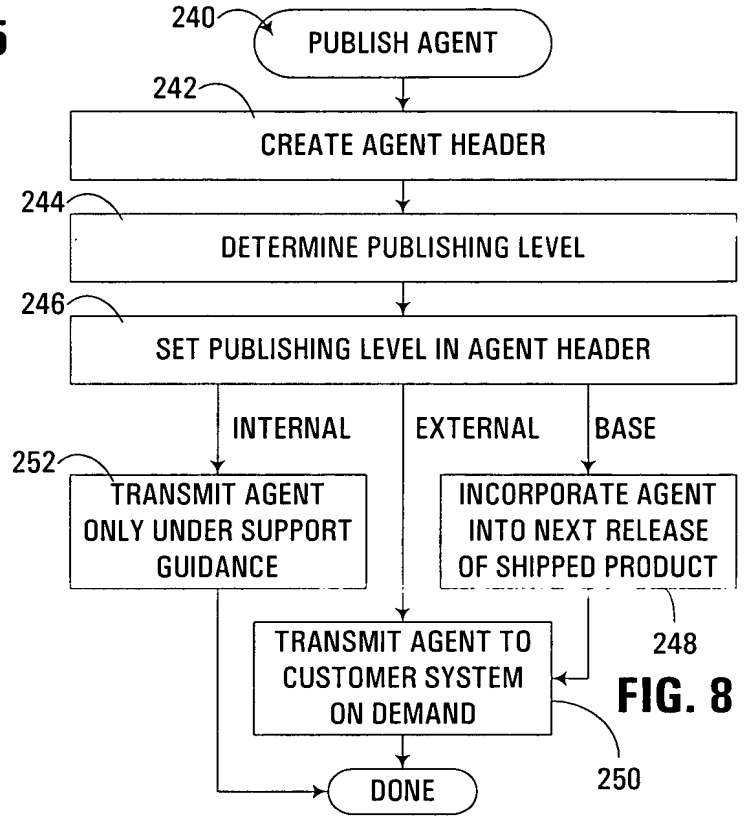 5
240
PUBLISH AGENT
242
CREATE AGENT HEADER
244
DETERMINE PUBLISHING LEVEL
246
SET PUBLISHING LEVEL IN AGENT HEADER
INTERNAL
EXTERNAL
BASE
252
TRANSMIT AGENT
ONLY UNDER SUPPORT
GUIDANCE
INCORPORATE AGENT
INTO NEXT RELEASE
OF SHIPPED PRODUCT
248
TRANSMIT AGENT TO
CUSTOMER SYSTEM
ON DEMAND
250
FIG. 8
DONE